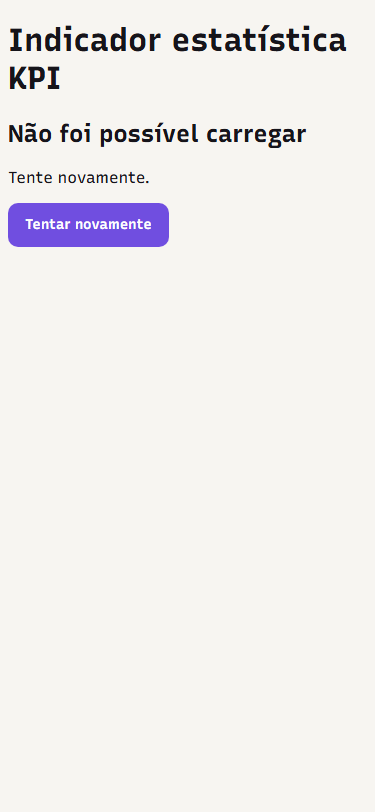 Indicador estatística
KPI
Não foi possível carregar
Tente novamente.
Tentar novamente